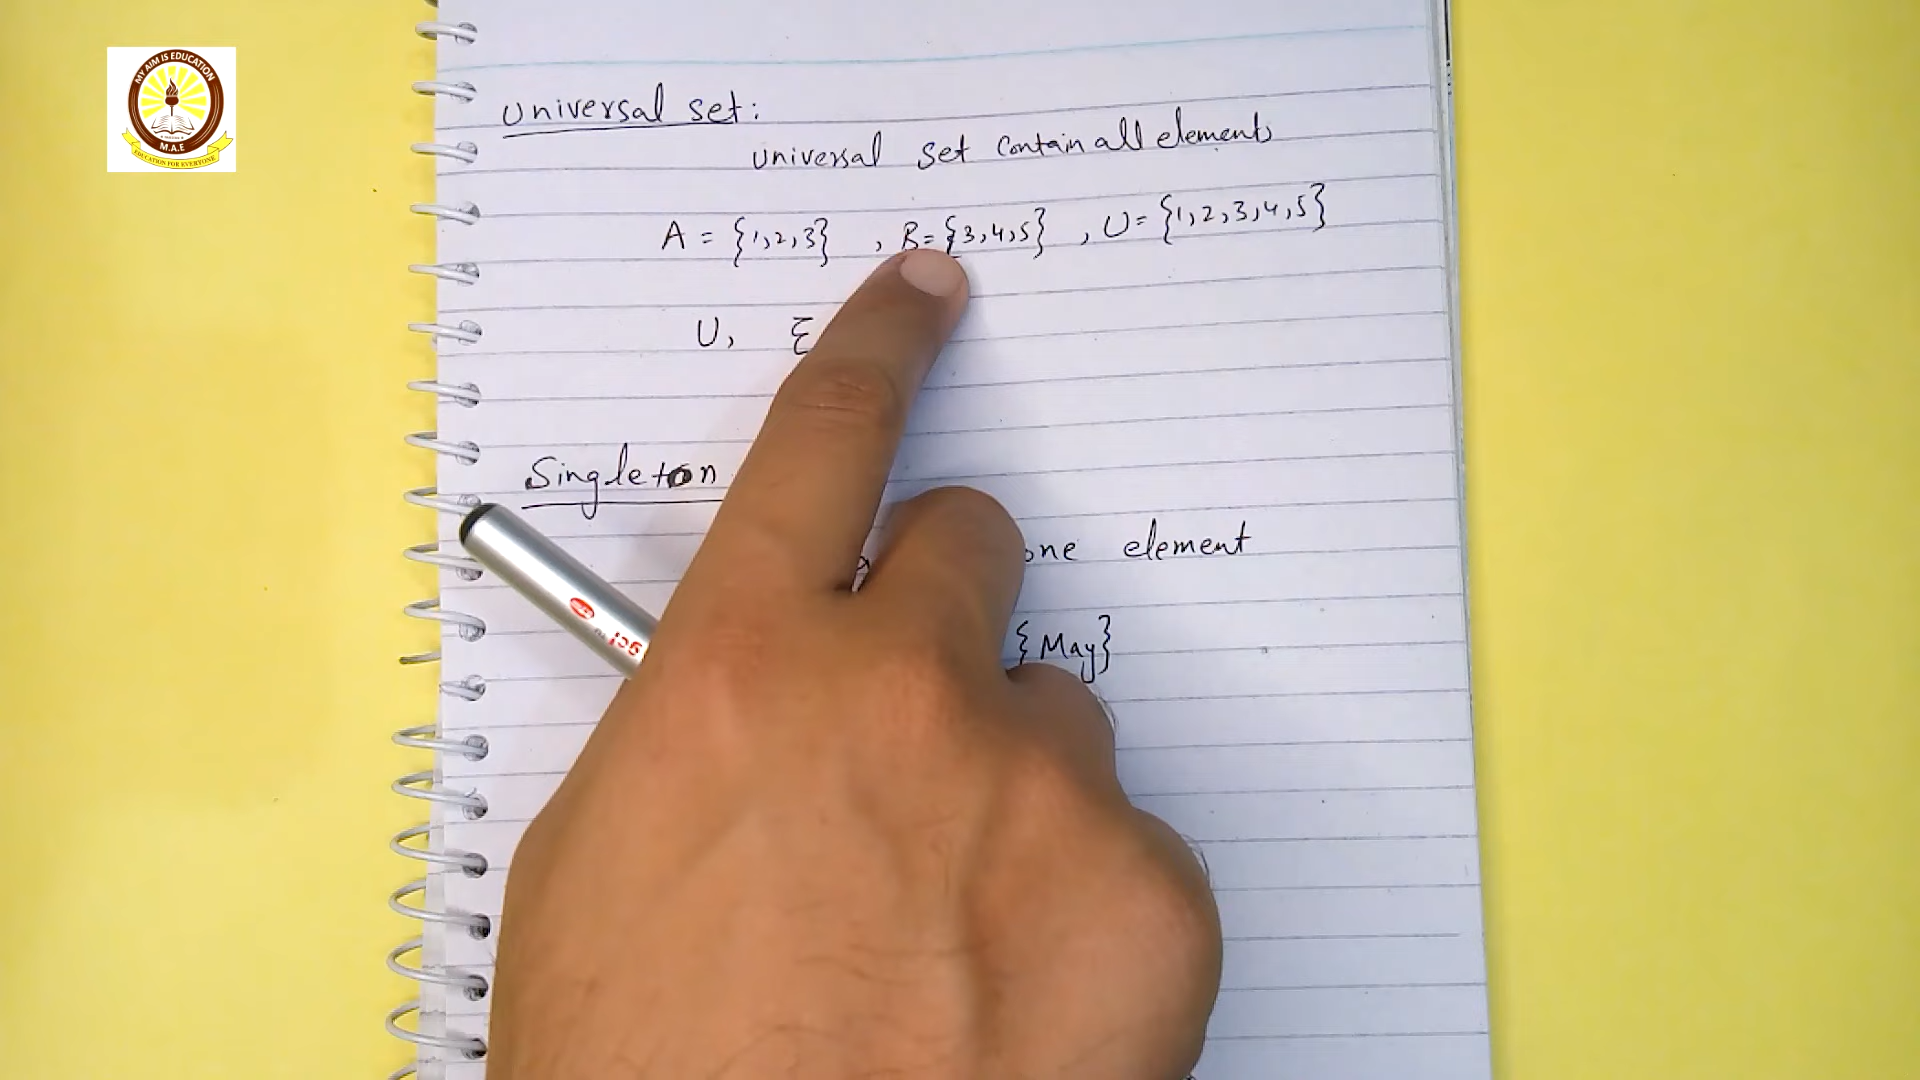 MY AIM IS EDUCATION
M.A.E
EDUCATION FOR EVERYONE
Universal set:
Universal set contain all elements
A = {1,2,3} , B = {3,4,5} , U = {1,2,3,4,5}
U, ξ
Singleton
one element
{May}